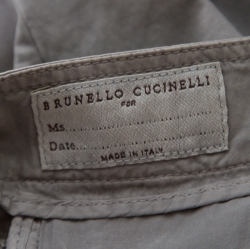 BRUNELLO CUCINELLI
FOR
Ms..............................
Date...........................
MADE IN ITALY